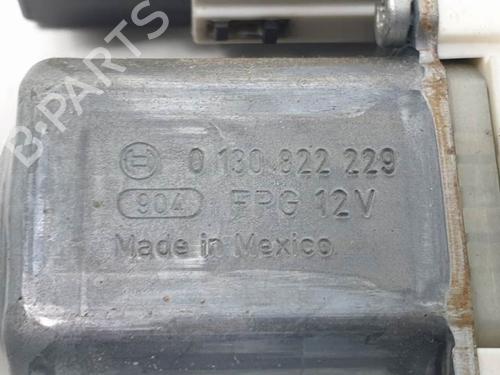 0 130 822 229
904 FPG 12V
Made in Mexico
B-PARTS